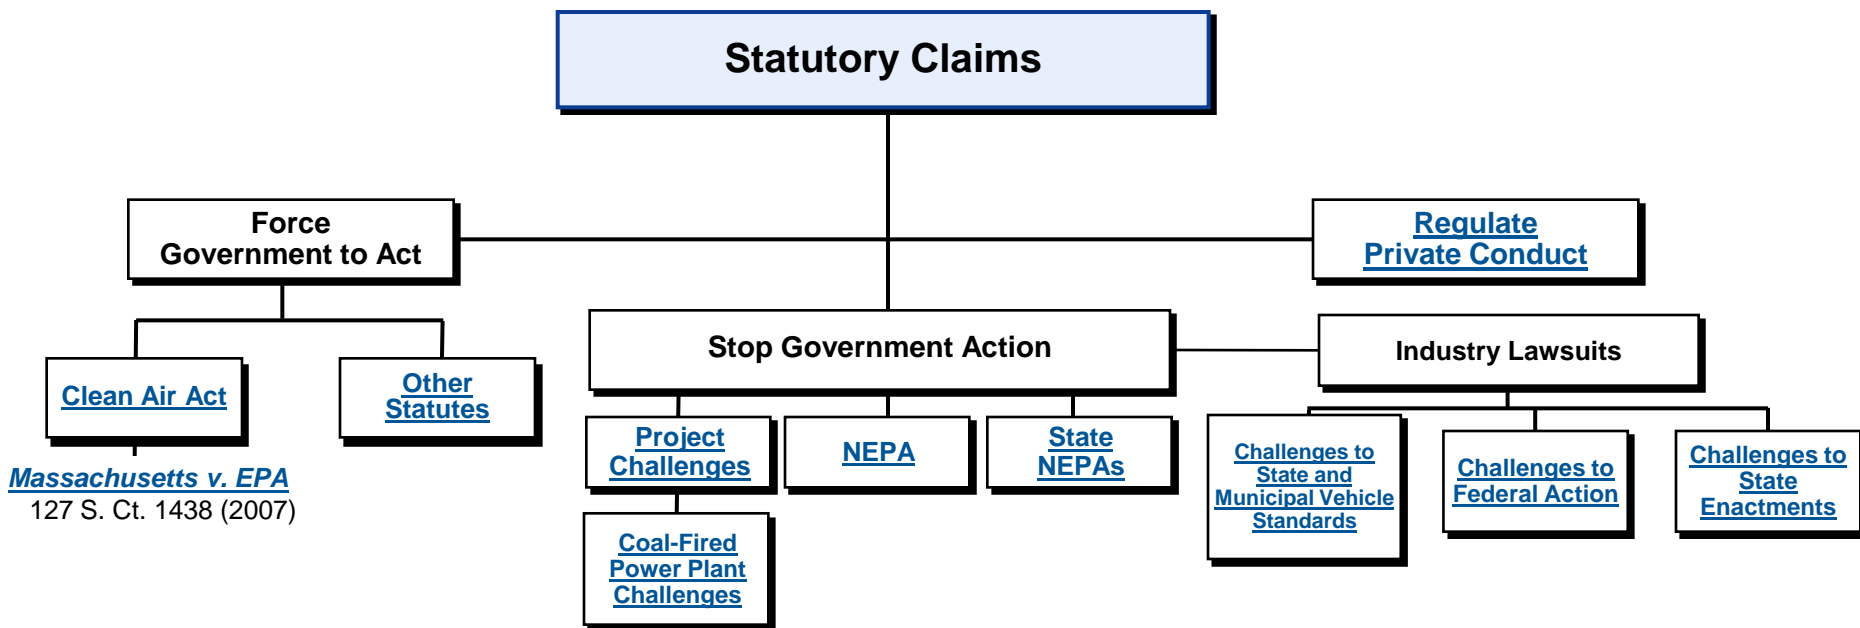 Statutory Claims
Force
Government to Act
Regulate
Private Conduct
Stop Government Action
Industry Lawsuits
Clean Air Act
Other
Statutes
Massachusetts v. EPA
127 S. Ct. 1438 (2007)
Project
Challenges
NEPA
State
NEPAs
Coal-Fired
Power Plant
Challenges
Challenges to
State and
Municipal Vehicle
Standards
Challenges to
Federal Action
Challenges to
State
Enactments